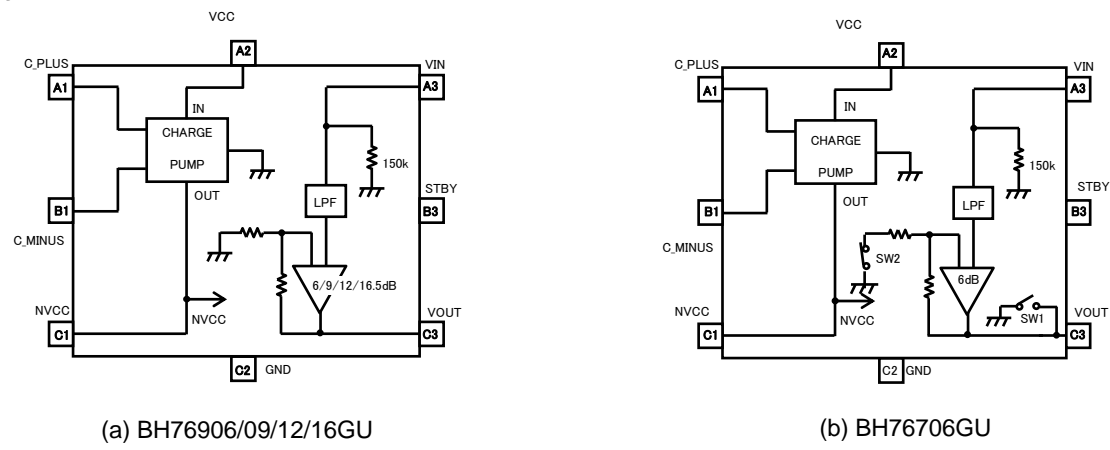 VCC
A2
C_PLUS
A1
VIN
A3
IN
CHARGE
PUMP
OUT
150k
LPF
STBY
B3
B1
C_MINUS
6/9/12/16.5dB
NVCC
NVCC
C1
VOUT
C3
C2
GND
(a) BH76906/09/12/16GU
VCC
A2
C_PLUS
A1
VIN
A3
IN
CHARGE
PUMP
OUT
150k
LPF
STBY
B3
B1
C_MINUS
SW2
6dB
SW1
NVCC
NVCC
C1
VOUT
C3
C2
GND
(b) BH76706GU